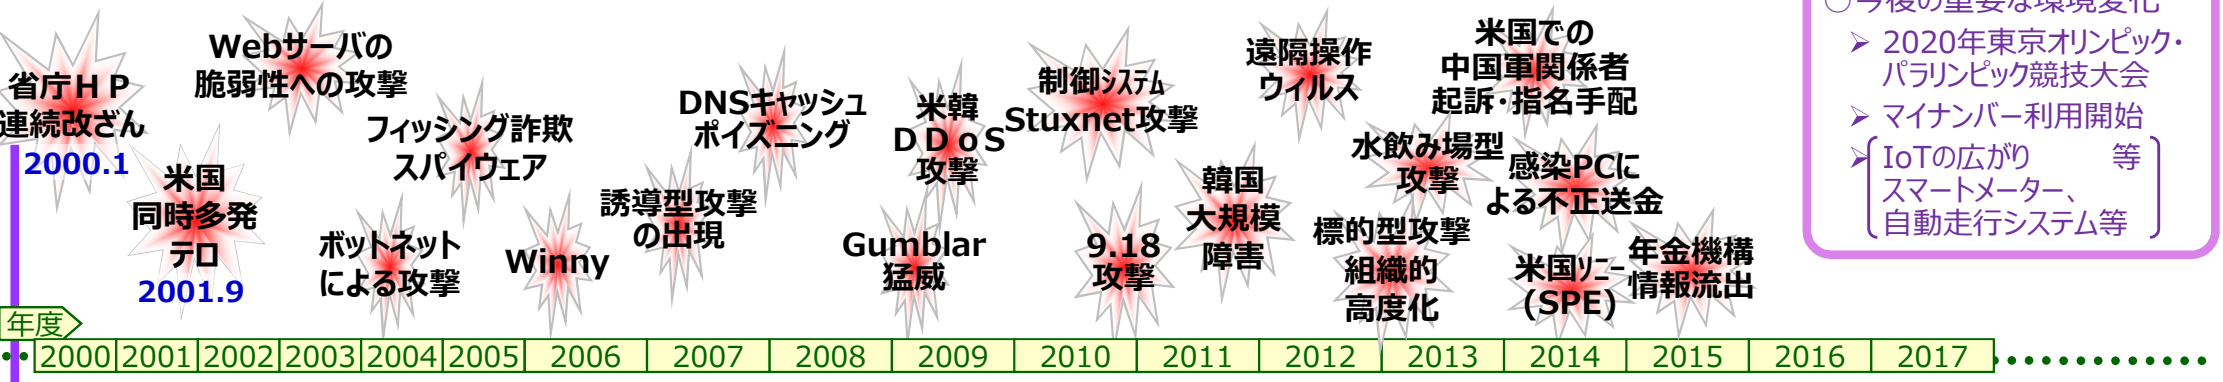 省庁HP
連続改ざん
2000.1
米国
同時多発
テロ
2001.9
Webサーバの
脆弱性への攻撃
ボットネット
による攻撃
フィッシング詐欺
スパイウェア
Winny
誘導型攻撃
の出現
DNSキャッシュ
ポイズニング
米韓
DDoS
攻撃
Gumblar
猛威
制御システム
Stuxnet攻撃
9.18
攻撃
韓国
大規模
障害
遠隔操作
ウィルス
水飲み場型
攻撃
標的型攻撃
組織的
高度化
米国での
中国軍関係者
起訴・指名手配
感染PCに
よる不正送金
米国ソニー
(SPE)
年金機構
情報流出
○今後の重要な環境変化
➢ 2020年東京オリンピック・
パラリンピック競技大会
➢ マイナンバー利用開始
➢ IoTの広がり 等
スマートメーター、
自動走行システム等
年度
2000 2001 2002 2003 2004 2005 2006 2007 2008 2009 2010 2011 2012 2013 2014 2015 2016 2017